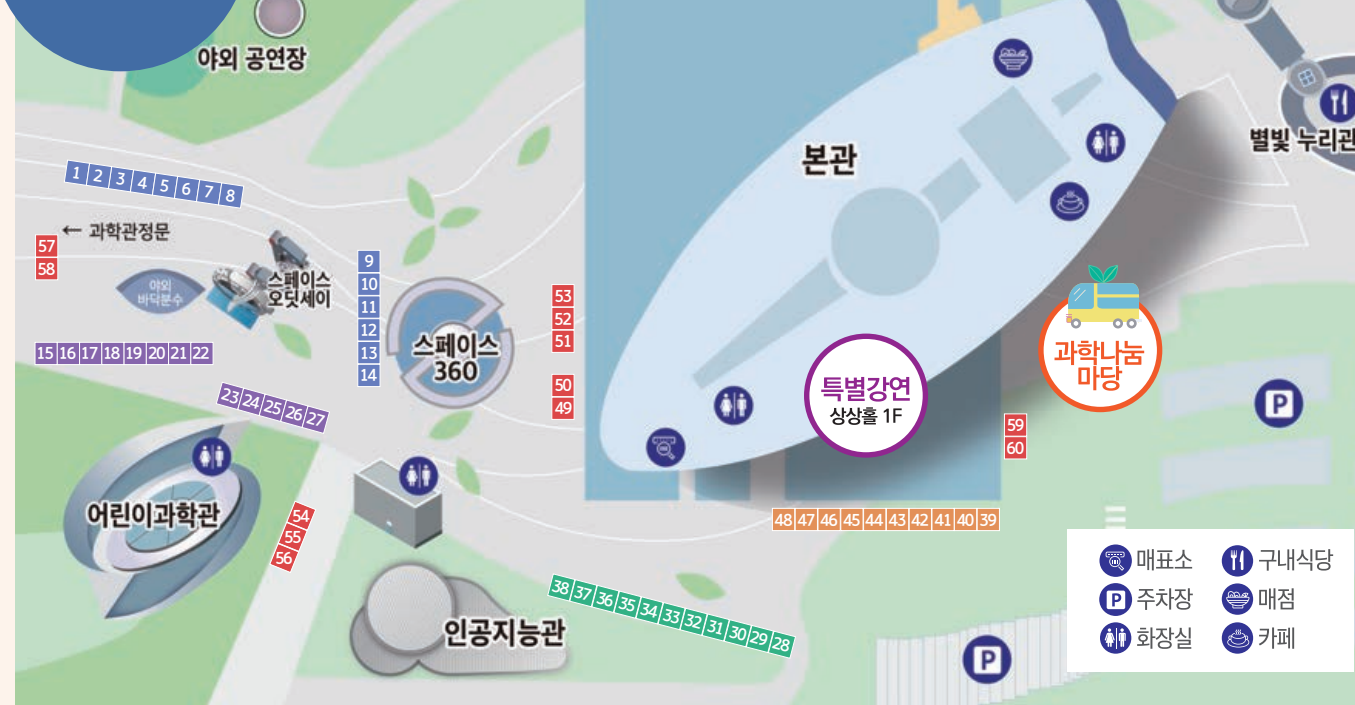 야외 공연장
본관
별빛 누리관
1 2 3 4 5 6 7 8
← 과학관정문
57
58
야외
바닥분수
스페이스
오딧세이
9
10
11
12
13
14
15 16 17 18 19 20 21 22
스페이스
360
53
52
51
50
49
특별강연
상상홀 1F
과학나눔
마당
P
59
60
23 24 25 26 27
어린이과학관
54
55
56
48 47 46 45 44 43 42 41 40 39
38 37 36 35 34 33 32 31 30 29 28
인공지능관
P
매표소
구내식당
P 주차장
매점
화장실
카페